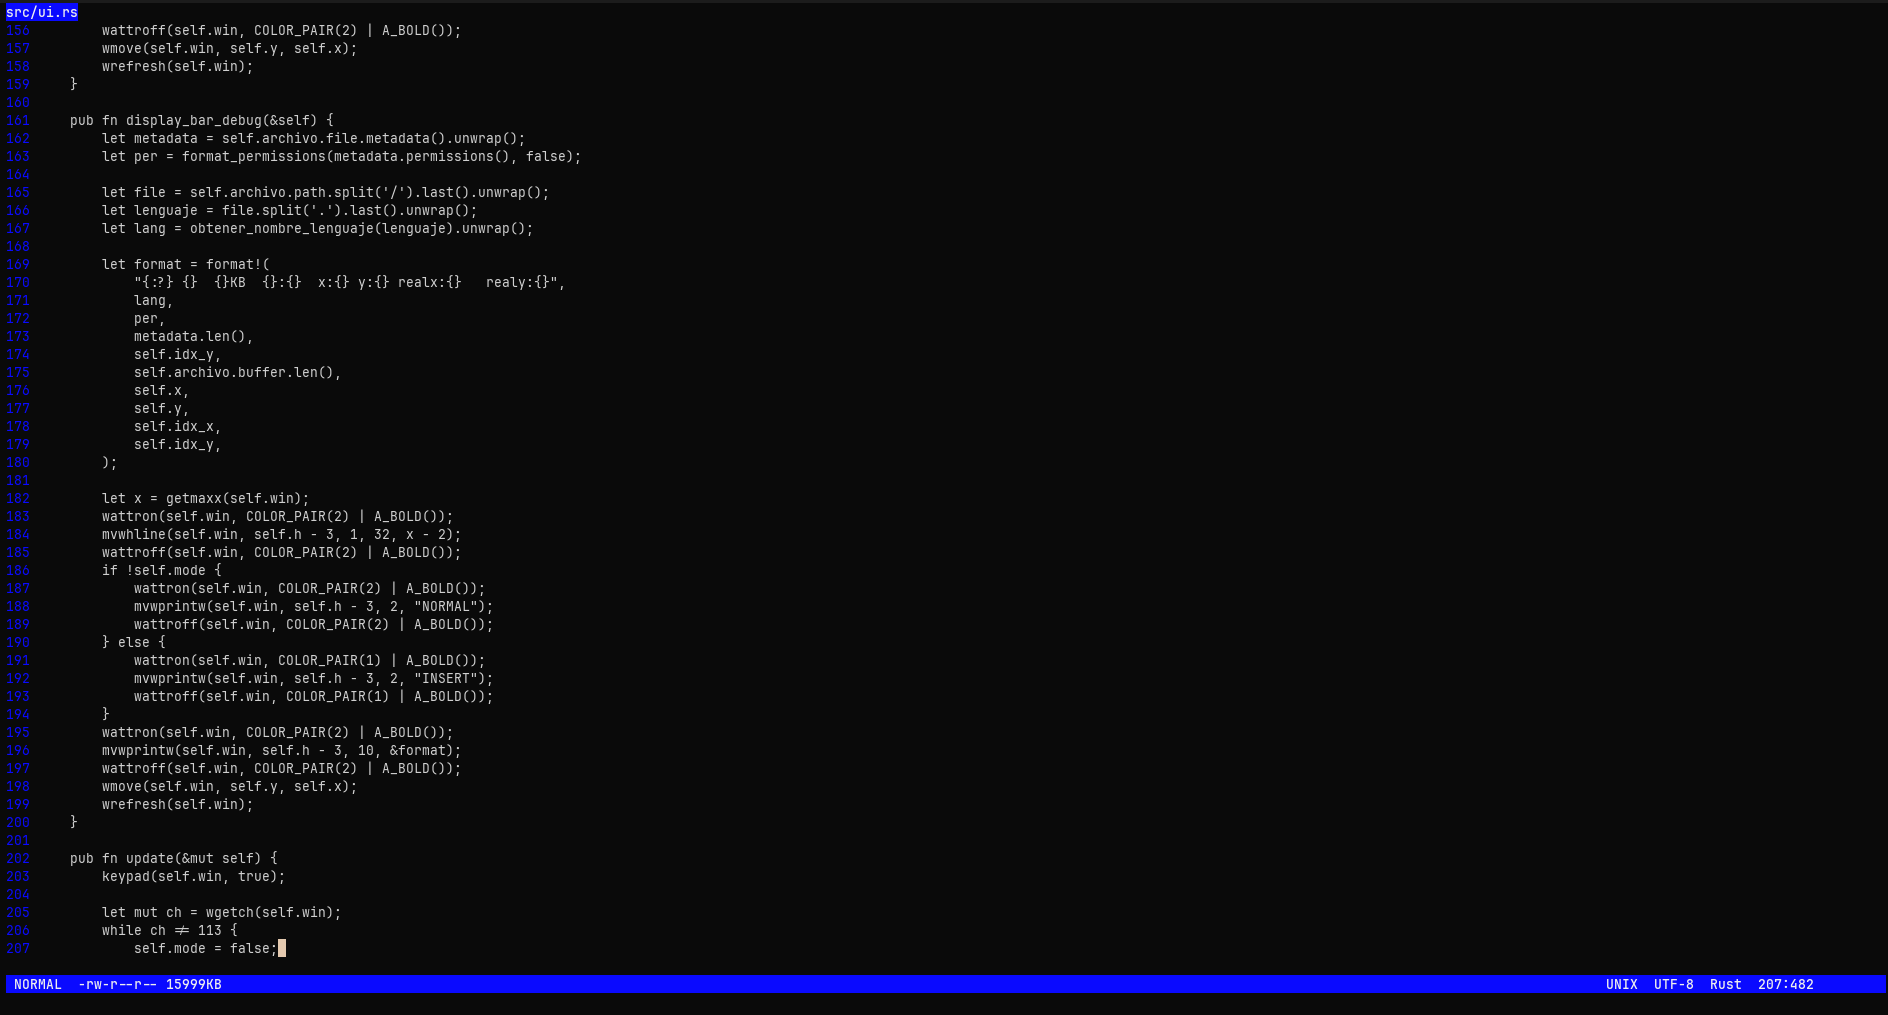 src/ui.rs
156         wattroff(self.win, COLOR_PAIR(2) | A_BOLD());
157         wmove(self.win, self.y, self.x);
158         wrefresh(self.win);
159     }
160
161     pub fn display_bar_debug(&self) {
162         let metadata = self.archivo.file.metadata().unwrap();
163         let per = format_permissions(metadata.permissions(), false);
164
165         let file = self.archivo.path.split('/').last().unwrap();
166         let lenguaje = file.split('.').last().unwrap();
167         let lang = obtener_nombre_lenguaje(lenguaje).unwrap();
168
169         let format = format!(
170             "{:?} {}  {}KB  {}:{}  x:{} y:{} realx:{}   realy:{}",
171             lang,
172             per,
173             metadata.len(),
174             self.idx_y,
175             self.archivo.buffer.len(),
176             self.x,
177             self.y,
178             self.idx_x,
179             self.idx_y,
180         );
181
182         let x = getmaxx(self.win);
183         wattron(self.win, COLOR_PAIR(2) | A_BOLD());
184         mvwhline(self.win, self.h - 3, 1, 32, x - 2);
185         wattroff(self.win, COLOR_PAIR(2) | A_BOLD());
186         if !self.mode {
187             wattron(self.win, COLOR_PAIR(2) | A_BOLD());
188             mvwprintw(self.win, self.h - 3, 2, "NORMAL");
189             wattroff(self.win, COLOR_PAIR(2) | A_BOLD());
190         } else {
191             wattron(self.win, COLOR_PAIR(1) | A_BOLD());
192             mvwprintw(self.win, self.h - 3, 2, "INSERT");
193             wattroff(self.win, COLOR_PAIR(1) | A_BOLD());
194         }
195         wattron(self.win, COLOR_PAIR(2) | A_BOLD());
196         mvwprintw(self.win, self.h - 3, 10, &format);
197         wattroff(self.win, COLOR_PAIR(2) | A_BOLD());
198         wmove(self.win, self.y, self.x);
199         wrefresh(self.win);
200     }
201
202     pub fn update(&mut self) {
203         keypad(self.win, true);
204
205         let mut ch = wgetch(self.win);
206         while ch != 113 {
207             self.mode = false;
NORMAL  -rw-r--r-- 15999KB    UNIX  UTF-8  Rust  207:482